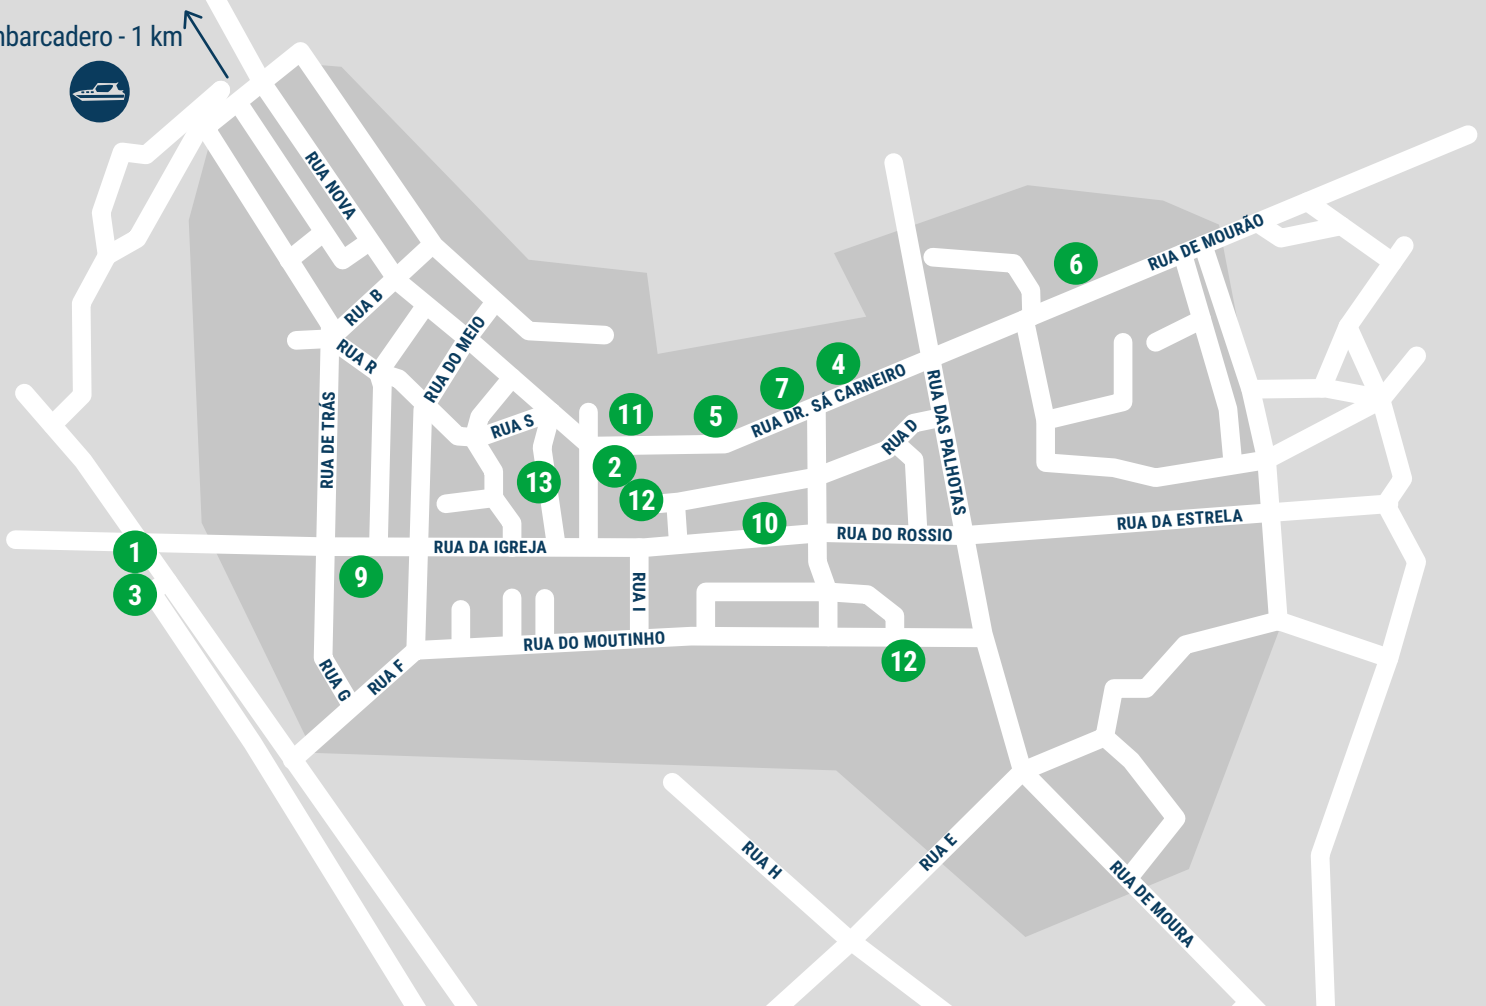 mbarcadero - 1 km
RUA NOVA
RUA DE MOURÃO
6
RUA B
RUA R
RUA DO MEIO
4
7
RUA DR. SÁ CARNEIRO
11
5
RUA S
RUA D
RUA DAS PALHOTAS
RUA DE TRÁS
2
13
12
10
RUA DA ESTRELA
RUA DO ROSSIO
RUA DA IGREJA
1
9
3
RUA I
RUA DO MOUTINHO
12
RUA G
RUA F
RUA H
RUA E
RUA DE MOURA